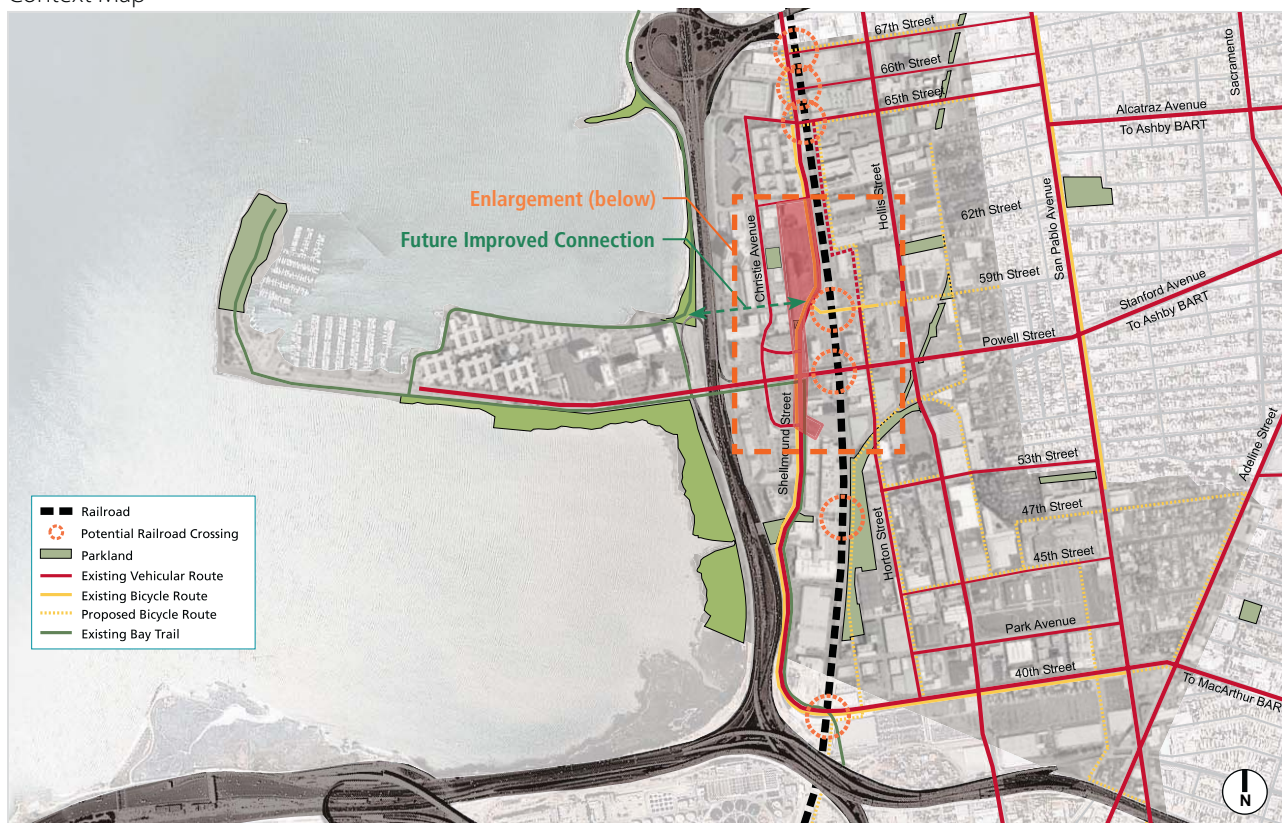 Context Map
67th Street
66th Street
65th Street
Sacramento
Alcatraz Avenue
To Ashby BART
Enlargement (below)
Future Improved Connection
Christie Avenue
Hollis Street
62th Street
San Pablo Avenue
59th Street
Stanford Avenue
To Ashby BART
Powell Street
Shellmound Street
53th Street
Adeline Street
47th Street
Horton Street
45th Street
Park Avenue
40th Street
To MacArthur BAR
Railroad
Potential Railroad Crossing
Parkland
Existing Vehicular Route
Existing Bicycle Route
Proposed Bicycle Route
Existing Bay Trail
N